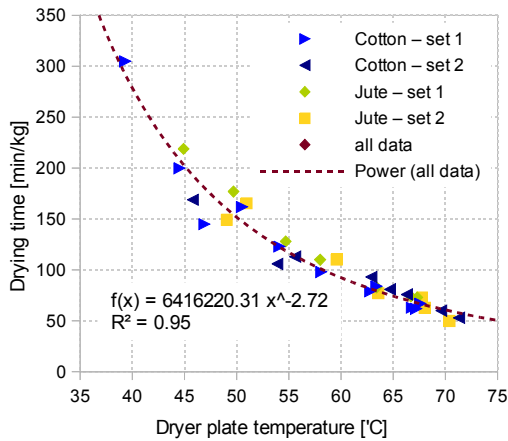 350
300
250
200
150
100
50
0
Drying time [min/kg]
Cotton – set 1
Cotton – set 2
Jute – set 1
Jute – set 2
all data
Power (all data)
f(x) = 6416220.31 x^-2.72
R² = 0.95
35 40 45 50 55 60 65 70 75
Dryer plate temperature ['C]